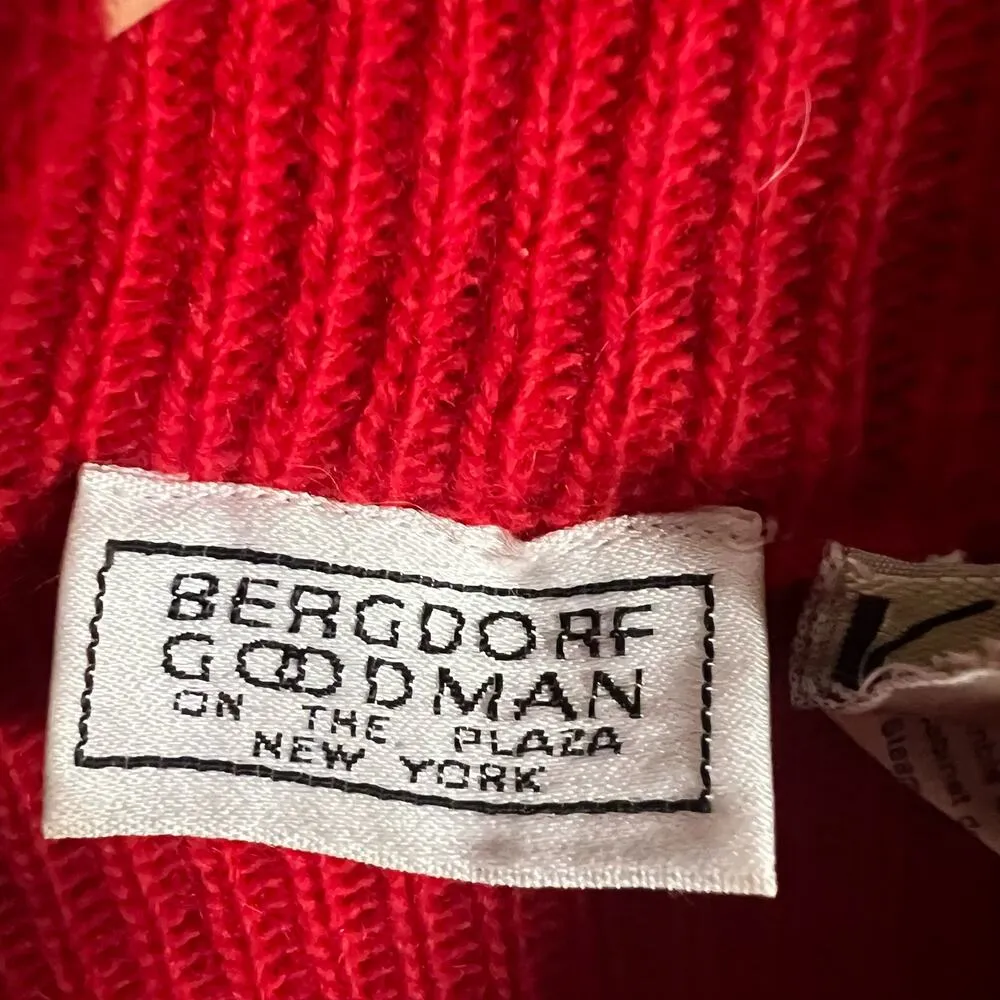 BERGDORF
GOODMAN
ON THE PLAZA
NEW YORK